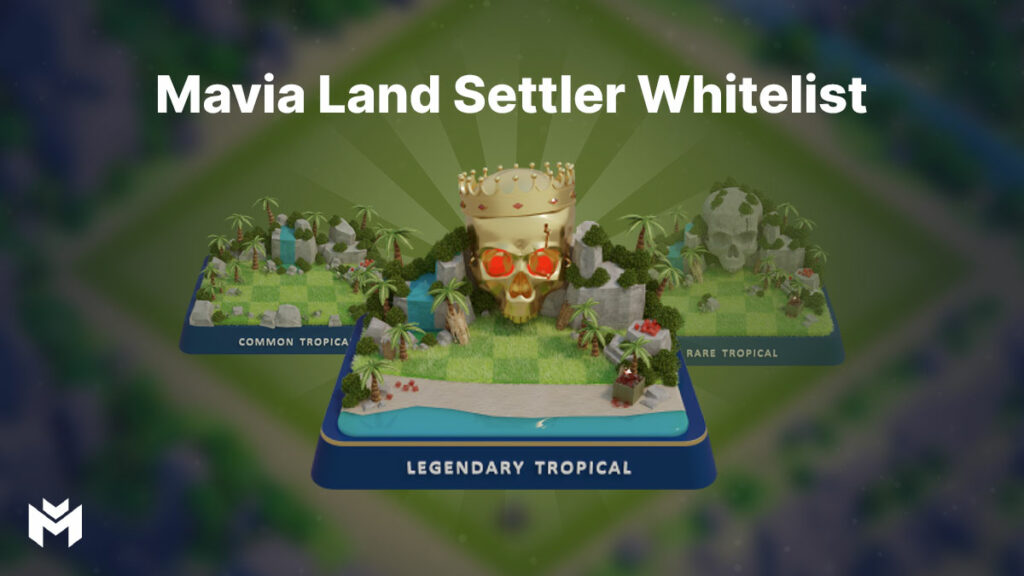 Mavia Land Settler Whitelist
COMMON TROPICA
RARE TROPICAL
LEGENDARY TROPICAL